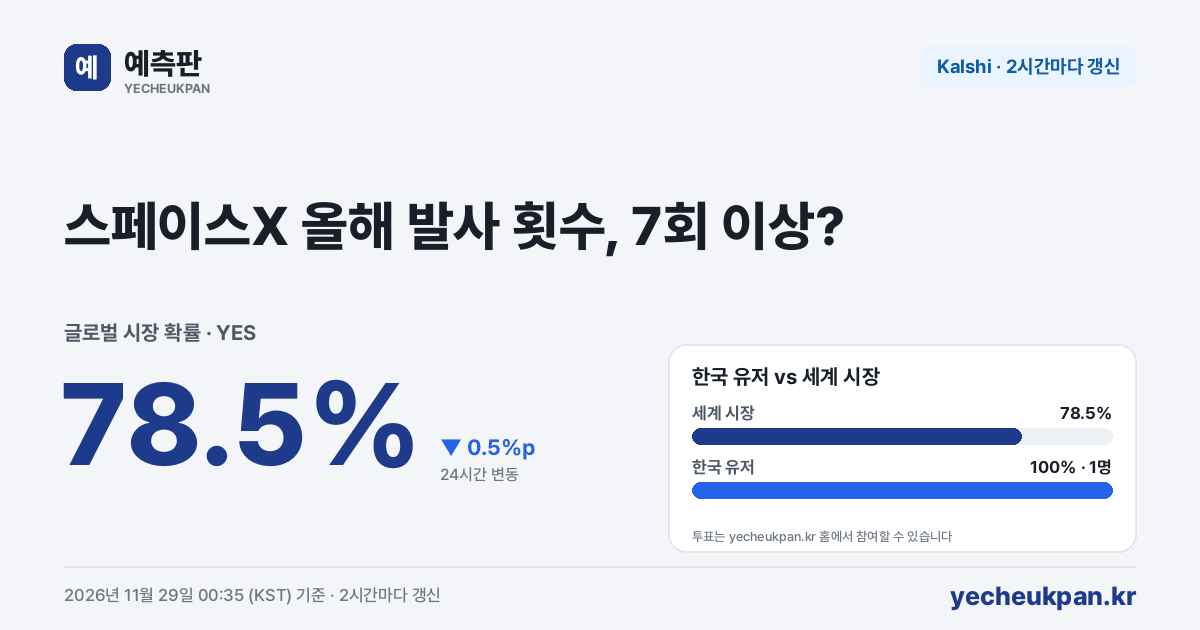 예
예측판
YECHEUKPAN
Kalshi · 2시간마다 갱신
스페이스X 올해 발사 횟수, 7회 이상?
글로벌 시장 확률 · YES
78.5%
▼ 0.5%p
24시간 변동
한국 유저 vs 세계 시장
세계 시장 78.5%
한국 유저 100% · 1명
투표는 yecheukpan.kr 홈에서 참여할 수 있습니다
2026년 11월 29일 00:35 (KST) 기준 · 2시간마다 갱신
yecheukpan.kr